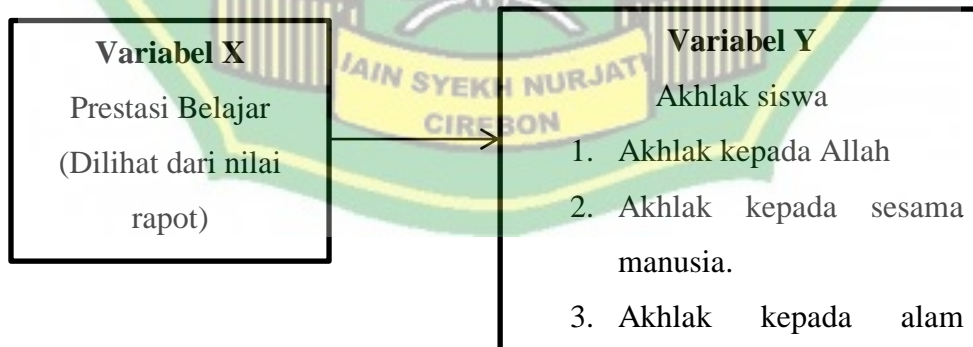 Variabel X
Prestasi Belajar
(Dilihat dari nilai
rapot)
IAIN SYEKH NURJATI
CIREBON
Variabel Y
Akhlak siswa
1. Akhlak kepada Allah
2. Akhlak kepada sesama
manusia.
3. Akhlak kepada alam